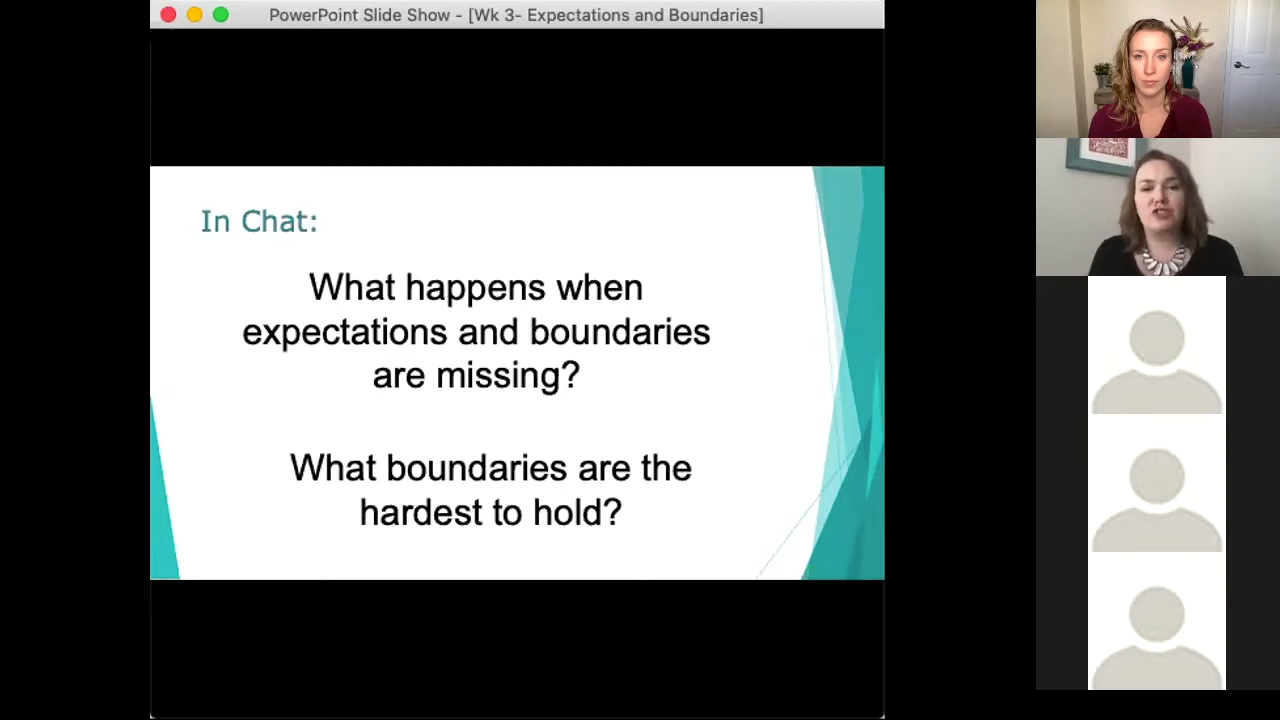 PowerPoint Slide Show - [Wk 3- Expectations and Boundaries]
In Chat:
What happens when
expectations and boundaries
are missing?
What boundaries are the
hardest to hold?